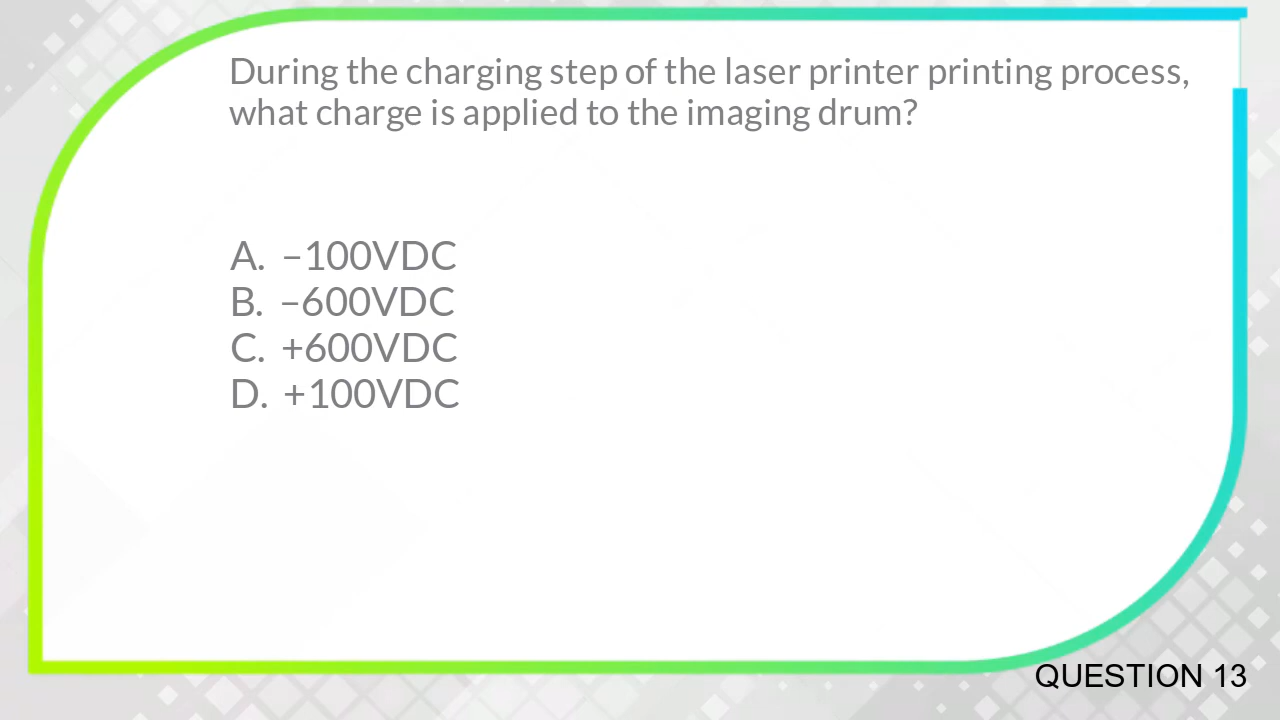 During the charging step of the laser printer printing process,
what charge is applied to the imaging drum?
A. –100VDC
B. –600VDC
C. +600VDC
D. +100VDC
QUESTION 13